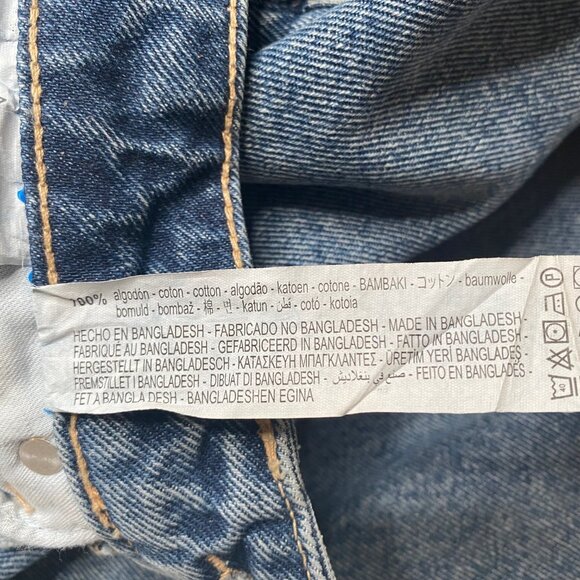 100% algodón - coton - cotton - algodão - katoen - cotone - BAMBAKI - コットン - baumwolle -
bomuld - bombaž - 棉 - 면 - katun - قطن - cotó - kotoia
HECHO EN BANGLADESH - FABRICADO NO BANGLADESH - MADE IN BANGLADESH -
FABRIQUÉ AU BANGLADESH - GEFABRICEERD IN BANGLADESH - FATTO IN BANGLADESH -
HERGESTELLT IN BANGLADESCH - ΚΑΤΑΣΚΕΥΗ ΜΠΑΓΚΛΑΝΤΕΣ - ÜRETİM YERİ BANGLADEŞ -
FREMSTILLET I BANGLADESH - DIBUAT DI BANGLADESH - صنع في بنغلاديش - FEITO EN BANGLADESH -
FET A BANGLADESH - BANGLADESHEN EGINA